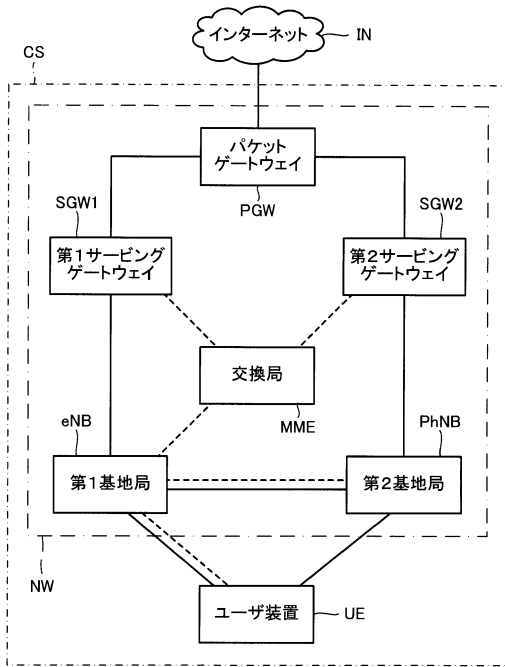 インターネット
IN
CS
パケット
ゲートウェイ
PGW
SGW1
SGW2
第1サービング
ゲートウェイ
第2サービング
ゲートウェイ
交換局
MME
eNB
PhNB
第1基地局
第2基地局
NW
ユーザ装置
UE